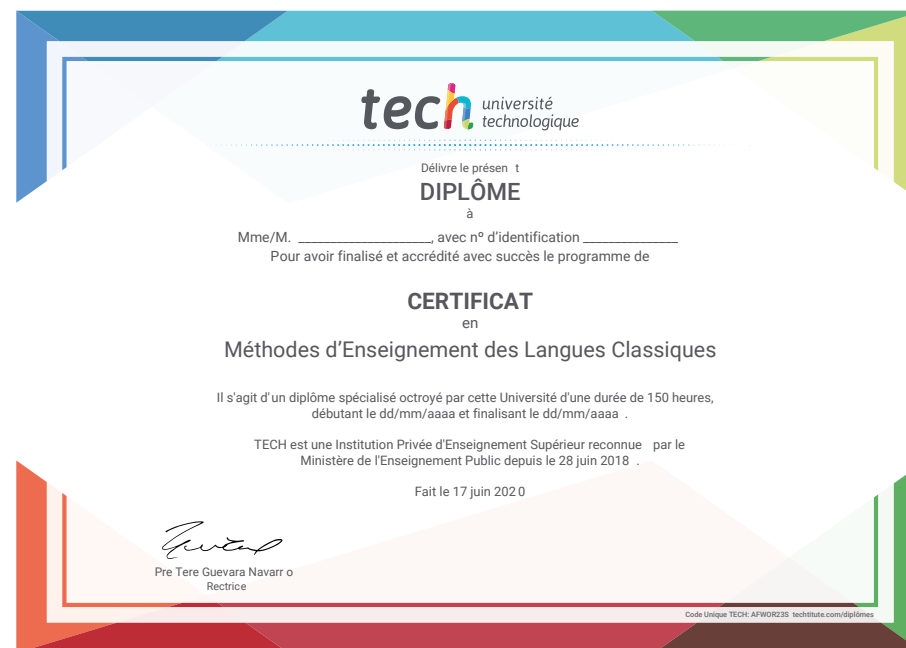 tech université
technologique
Délivre le présen t
DIPLÔME
à
Mme/M. _____________________, avec nº d’identification _______________
Pour avoir finalisé et accrédité avec succès le programme de
CERTIFICAT
en
Méthodes d’Enseignement des Langues Classiques
Il s'agit d'un diplôme spécialisé octroyé par cette Université d'une durée de 150 heures,
débutant le dd/mm/aaaa et finalisant le dd/mm/aaaa .
TECH est une Institution Privée d'Enseignement Supérieur reconnue par le
Ministère de l'Enseignement Public depuis le 28 juin 2018 .
Fait le 17 juin 2020
Pre Tere Guevara Navarr o
Rectrice
Code Unique TECH: AFWOR23S techtitute.com/diplômes